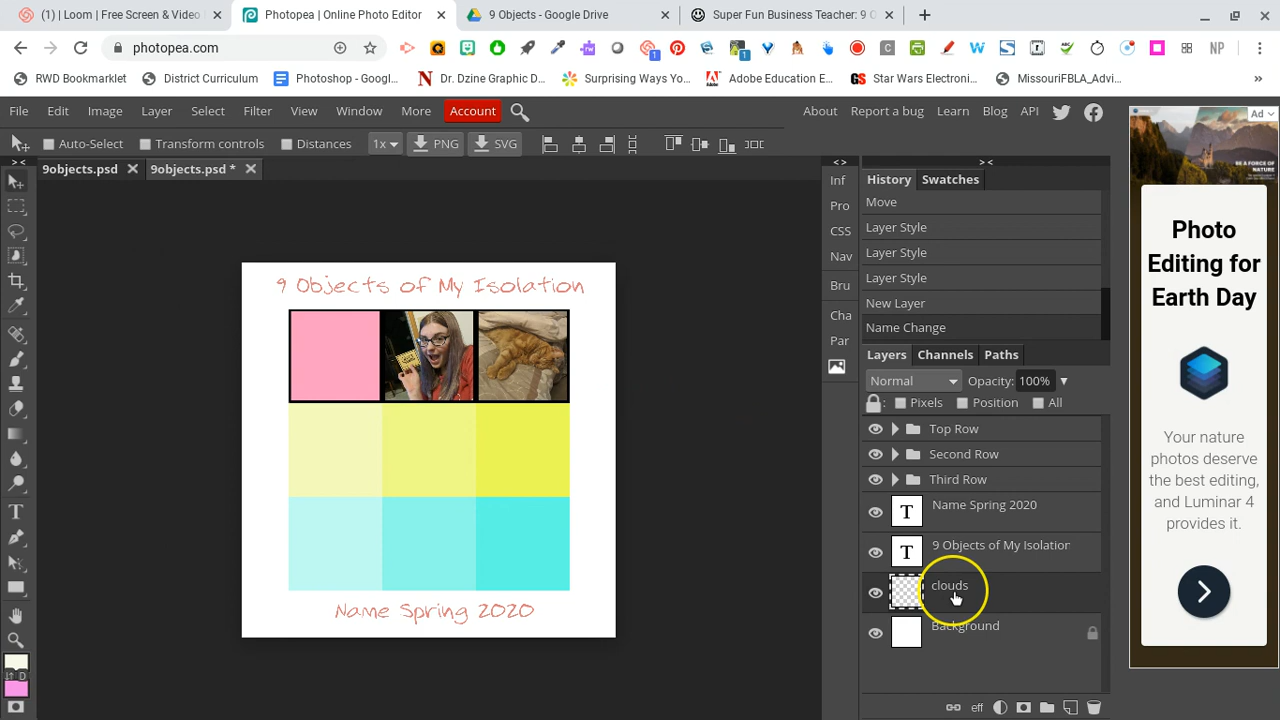 (1) | Loom | Free Screen & Video
Photopea | Online Photo Editor
9 Objects - Google Drive
Super Fun Business Teacher: 9 O
photopea.com
1
1
NP
RWD Bookmarklet
District Curriculum
Photoshop - Googl...
Dr. Dzine Graphic D...
Surprising Ways Yo...
Adobe Education E...
Star Wars Electroni...
MissouriFBLA_Advi...
»
File Edit Image Layer Select Filter View Window More Account
About Report a bug Learn Blog API
Auto-Select Transform controls Distances 1x PNG SVG
9objects.psd
9objects.psd *
9 Objects of My Isolation
Name Spring 2020
T
D
<>
Inf
Pro
CSS
Nav
Bru
Cha
Par
> <
History Swatches
Move
Layer Style
Layer Style
Layer Style
New Layer
Name Change
Layers Channels Paths
Normal Opacity: 100%
: Pixels Position All
Top Row
Second Row
Third Row
T Name Spring 2020
T 9 Objects of My Isolation
clouds
Background
eff
Ad
BE A FORCE OF
NATURE
Photo
Editing for
Earth Day
Your nature
photos deserve
the best editing,
and Luminar 4
provides it.